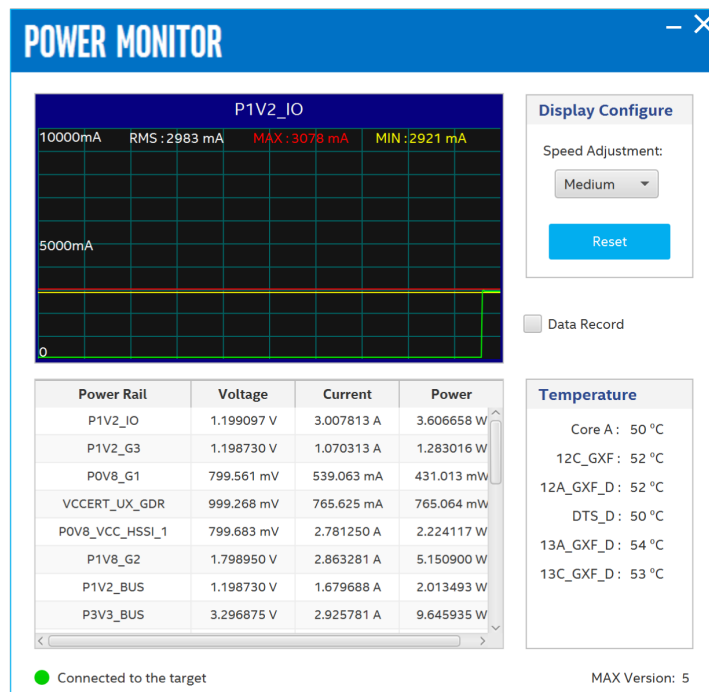 POWER MONITOR
P1V2_IO
10000mA RMS : 2983 mA MAX : 3078 mA MIN : 2921 mA
5000mA
0
Display Configure
Speed Adjustment:
Medium
Reset
Data Record
Power Rail Voltage Current Power
P1V2_IO 1.199097 V 3.007813 A 3.606658 W
P1V2_G3 1.198730 V 1.070313 A 1.283016 W
P0V8_G1 799.561 mV 539.063 mA 431.013 mW
VCCERT_UX_GDR 999.268 mV 765.625 mA 765.064 mW
P0V8_VCC_HSSI_1 799.683 mV 2.781250 A 2.224117 W
P1V8_G2 1.798950 V 2.863281 A 5.150900 W
P1V2_BUS 1.198730 V 1.679688 A 2.013493 W
P3V3_BUS 3.296875 V 2.925781 A 9.645935 W
Temperature
Core A : 50 °C
12C_GXF : 52 °C
12A_GXF_D : 52 °C
DTS_D : 50 °C
13A_GXF_D : 54 °C
13C_GXF_D : 53 °C
Connected to the target
MAX Version: 5